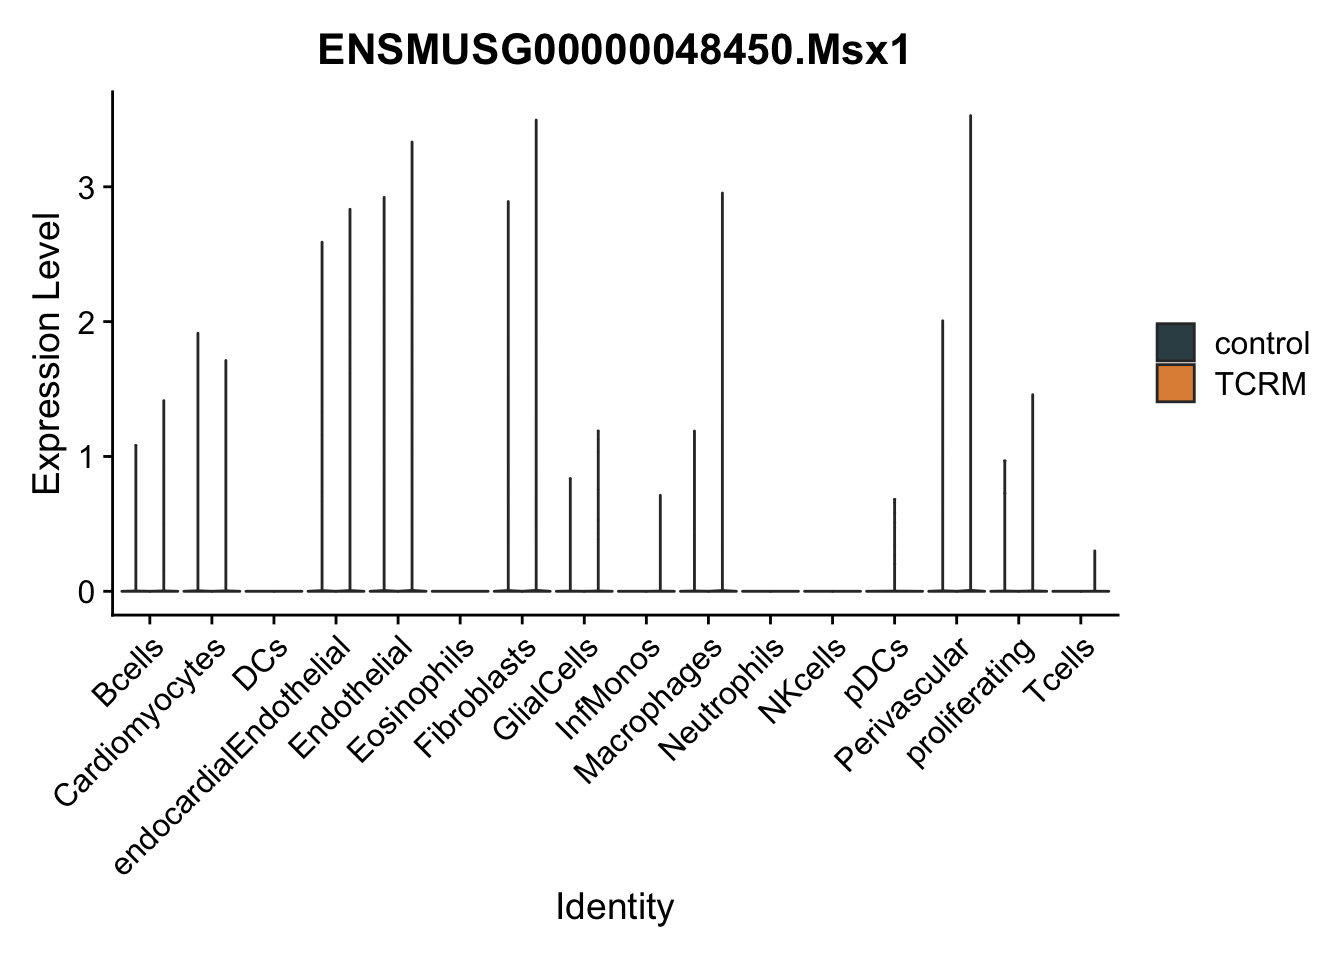 ENSMUSG00000048450.Msx1
Expression Level
3
2
1
0
Bcells
Cardiomyocytes
DCs
endocardialEndothelial
Endothelial
Eosinophils
Fibroblasts
GlialCells
InfMonos
Macrophages
Neutrophils
NKcells
pDCs
Perivascular
proliferating
Tcells
Identity
control
TCRM